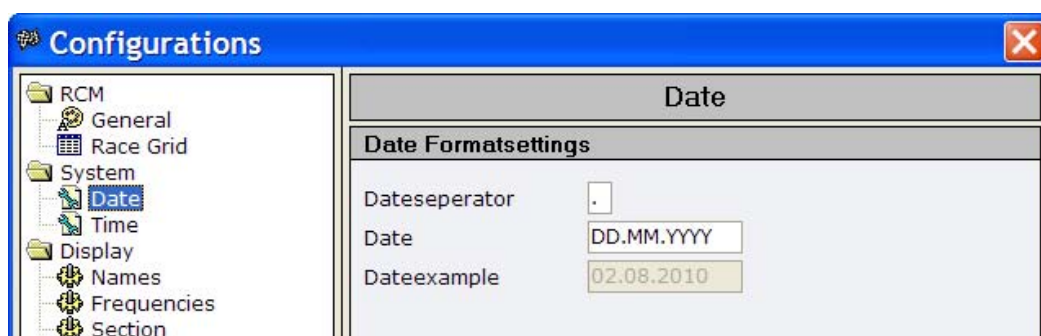 Configurations
RCM
General
Race Grid
System
Date
Time
Display
Names
Frequencies
Section
Date
Date Formatsettings
Dateseperator .
Date DD.MM.YYYY
Dateexample 02.08.2010